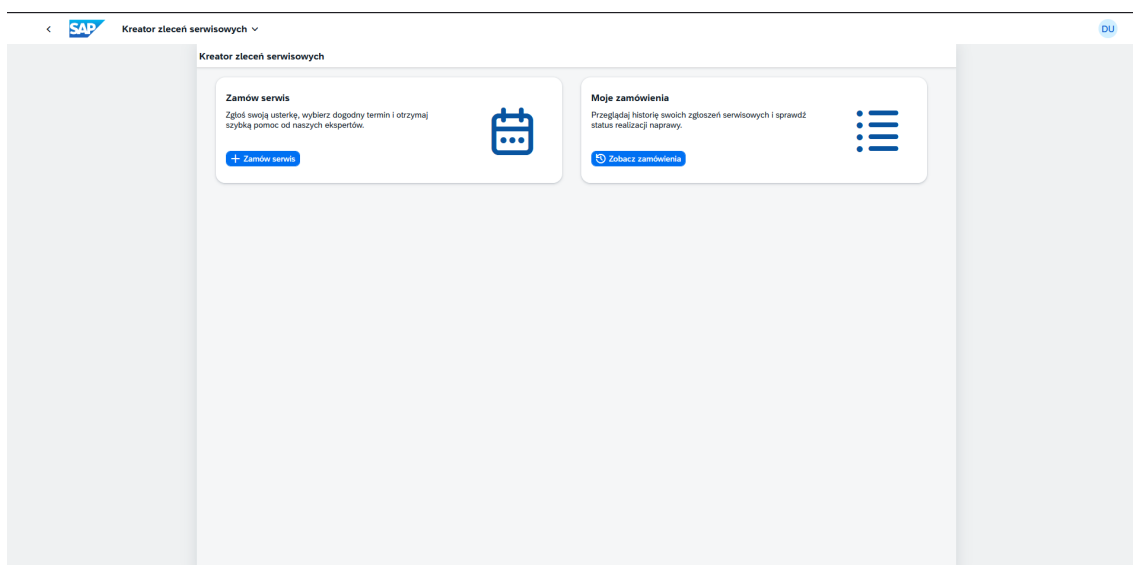 SAP Kreator zleceń serwisowych
DU
Kreator zleceń serwisowych
Zamów serwis
Zgłoś swoją usterkę, wybierz dogodny termin i otrzymaj
szybką pomoc od naszych ekspertów.
+ Zamów serwis
Moje zamówienia
Przeglądaj historię swoich zgłoszeń serwisowych i sprawdź
status realizacji naprawy.
Zobacz zamówienia